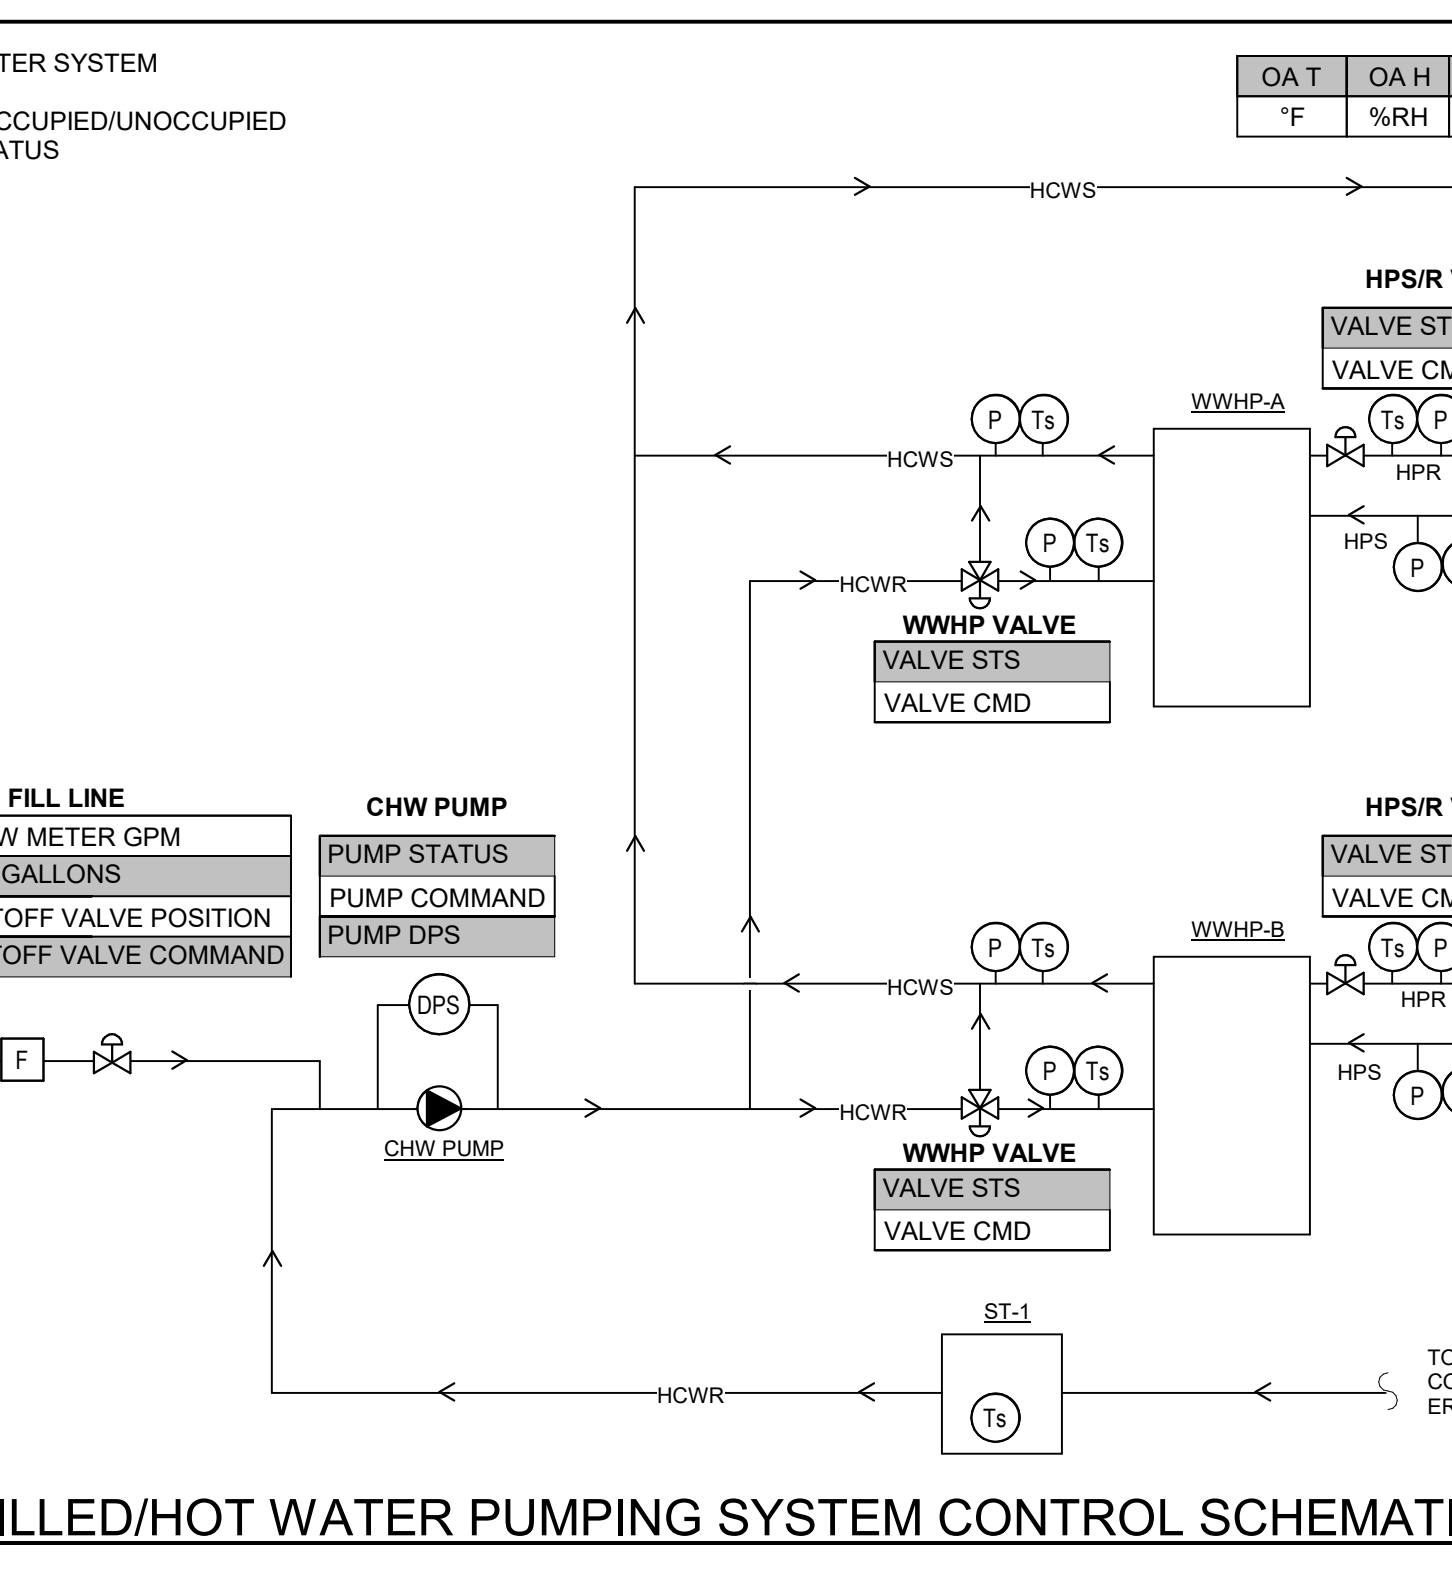 TER SYSTEM
CCUPIED/UNOCCUPIED
ATUS
OA T OA H
°F %RH
HCWS
HPS/R
VALVE ST
VALVE CM
WWHP-A
P Ts
Ts P
HCWS
HPR
P Ts
HPS
P
HCWR
WWHP VALVE
VALVE STS
VALVE CMD
FILL LINE
W METER GPM
GALLONS
TOFF VALVE POSITION
TOFF VALVE COMMAND
CHW PUMP
PUMP STATUS
PUMP COMMAND
PUMP DPS
HPS/R
VALVE ST
VALVE CM
WWHP-B
P Ts
Ts P
HCWS
HPR
DPS
F
P Ts
HPS
P
HCWR
CHW PUMP
WWHP VALVE
VALVE STS
VALVE CMD
ST-1
Ts
HCWR
TO
CO
ER
ILLED/HOT WATER PUMPING SYSTEM CONTROL SCHEMATI